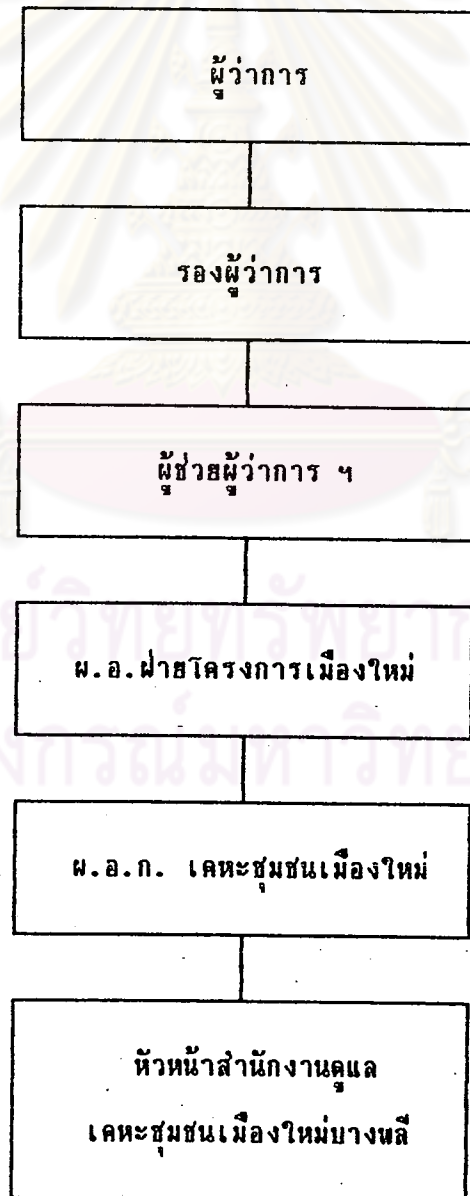 ผู้ว่าการ
รองผู้ว่าการ
ผู้ช่วยผู้ว่าการ ฯ
ผ.อ.ฝ่ายโครงการเมืองใหม่
ผ.อ.ก. เคหะชุมชนเมืองใหม่
หัวหน้าสำนักงานดูแล
เคหะชุมชนเมืองใหม่บางพลี